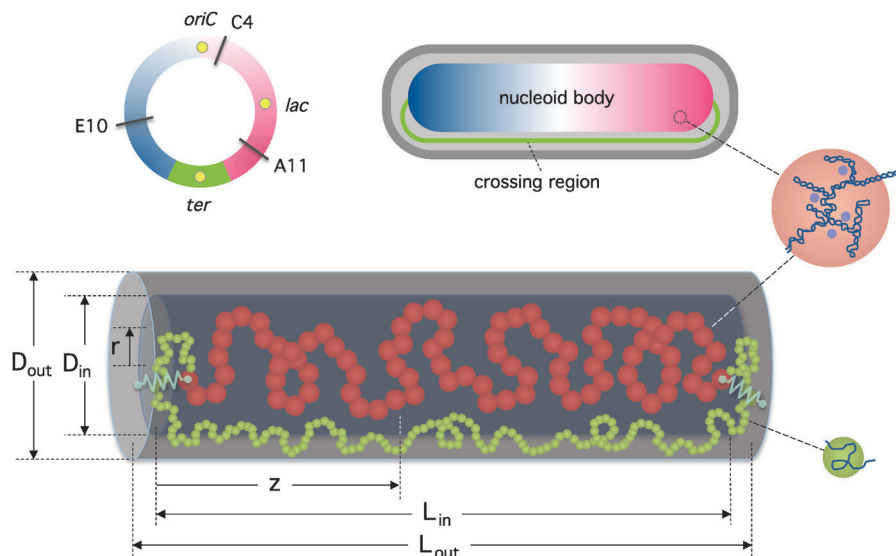 oriC C4
lac
E10
A11
ter
nucleoid body
crossing region
D_out
D_in
r
z
L_in
L_out